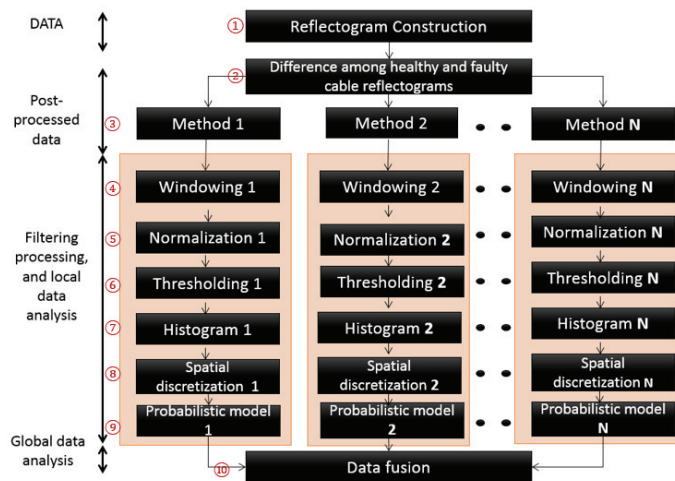 DATA
① Reflectogram Construction
② Difference among healthy and faulty
cable reflectograms
Post-
processed
data
③ Method 1 Method 2 Method N
④ Windowing 1 Windowing 2 Windowing N
⑤ Normalization 1 Normalization 2 Normalization N
Filtering
processing,
and local
data
analysis
⑥ Thresholding 1 Thresholding 2 Thresholding N
⑦ Histogram 1 Histogram 2 Histogram N
⑧ Spatial
discretization 1
Spatial
discretization 2
Spatial
discretization N
⑨ Probabilistic model
1
Probabilistic model
2
Probabilistic model
N
Global data
analysis
⑩ Data fusion